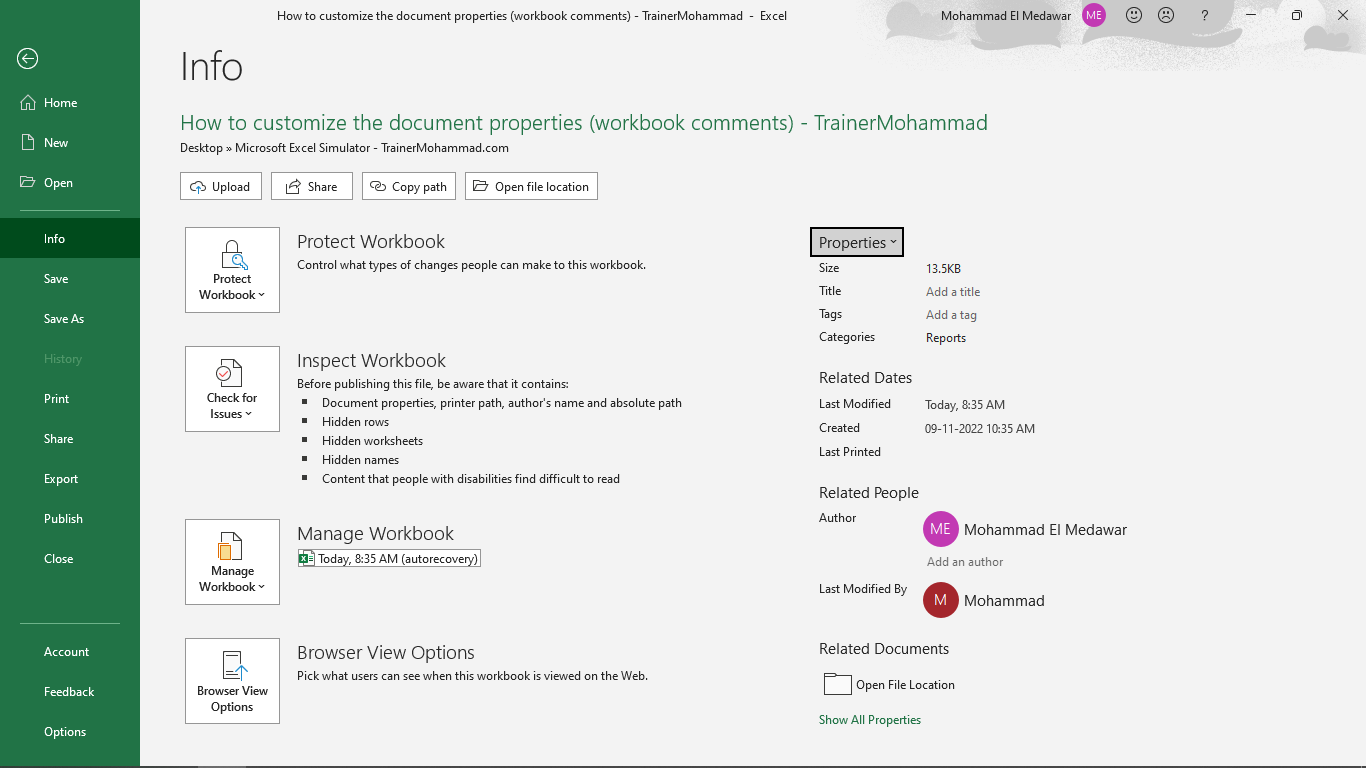 How to customize the document properties (workbook comments) - TrainerMohammad - Excel
Mohammad El Medawar
ME
?
Info
Home
New
Open
Info
Save
Save As
History
Print
Share
Export
Publish
Close
Account
Feedback
Options
How to customize the document properties (workbook comments) - TrainerMohammad
Desktop » Microsoft Excel Simulator - TrainerMohammad.com
Upload
Share
Copy path
Open file location
Protect
Workbook
Protect Workbook
Control what types of changes people can make to this workbook.
Check for
Issues
Inspect Workbook
Before publishing this file, be aware that it contains:
Document properties, printer path, author's name and absolute path
Hidden rows
Hidden worksheets
Hidden names
Content that people with disabilities find difficult to read
Manage
Workbook
Manage Workbook
Today, 8:35 AM (autorecovery)
Browser View
Options
Browser View Options
Pick what users can see when this workbook is viewed on the Web.
Properties
Size 13.5KB
Title Add a title
Tags Add a tag
Categories Reports
Related Dates
Last Modified Today, 8:35 AM
Created 09-11-2022 10:35 AM
Last Printed
Related People
Author ME Mohammad El Medawar
Add an author
Last Modified By M Mohammad
Related Documents
Open File Location
Show All Properties